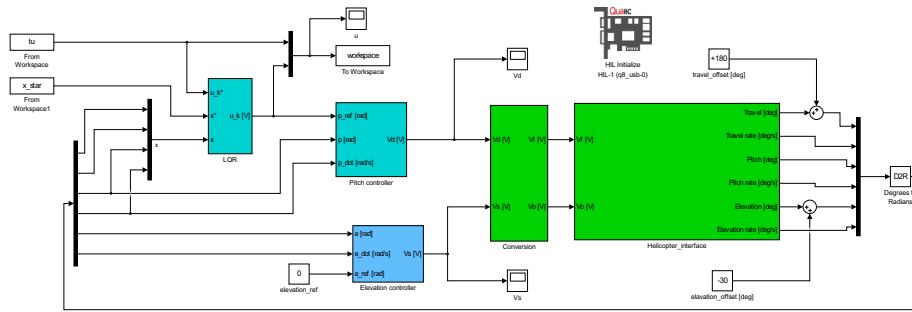 QuaRC
tu
From
Workspace
x_star
From
Workspace1
u_k*
x*
x
u_k [V]
LQR
x
u
workspace
To Workspace
p_ref [rad]
p [rad]
p_dot [rad/s]
Vd [V]
Pitch controller
e [rad]
e_dot [rad/s]
e_ref [rad]
Vs [V]
Elevation controller
0
elevation_ref
Vd
Vs
Vd [V]
Vs [V]
Vf [V]
Vb [V]
Conversion
HIL Initialize
HIL-1 (q8_usb-0)
Vf [V]
Vb [V]
Travel [deg]
Travel rate [deg/s]
Pitch [deg]
Pitch rate [deg/s]
Elevation [deg]
Elevation rate [deg/s]
Helicopter_interface
+180
travel_offset [deg]
-30
elavation_offset [deg]
D2R
Degrees
Radians